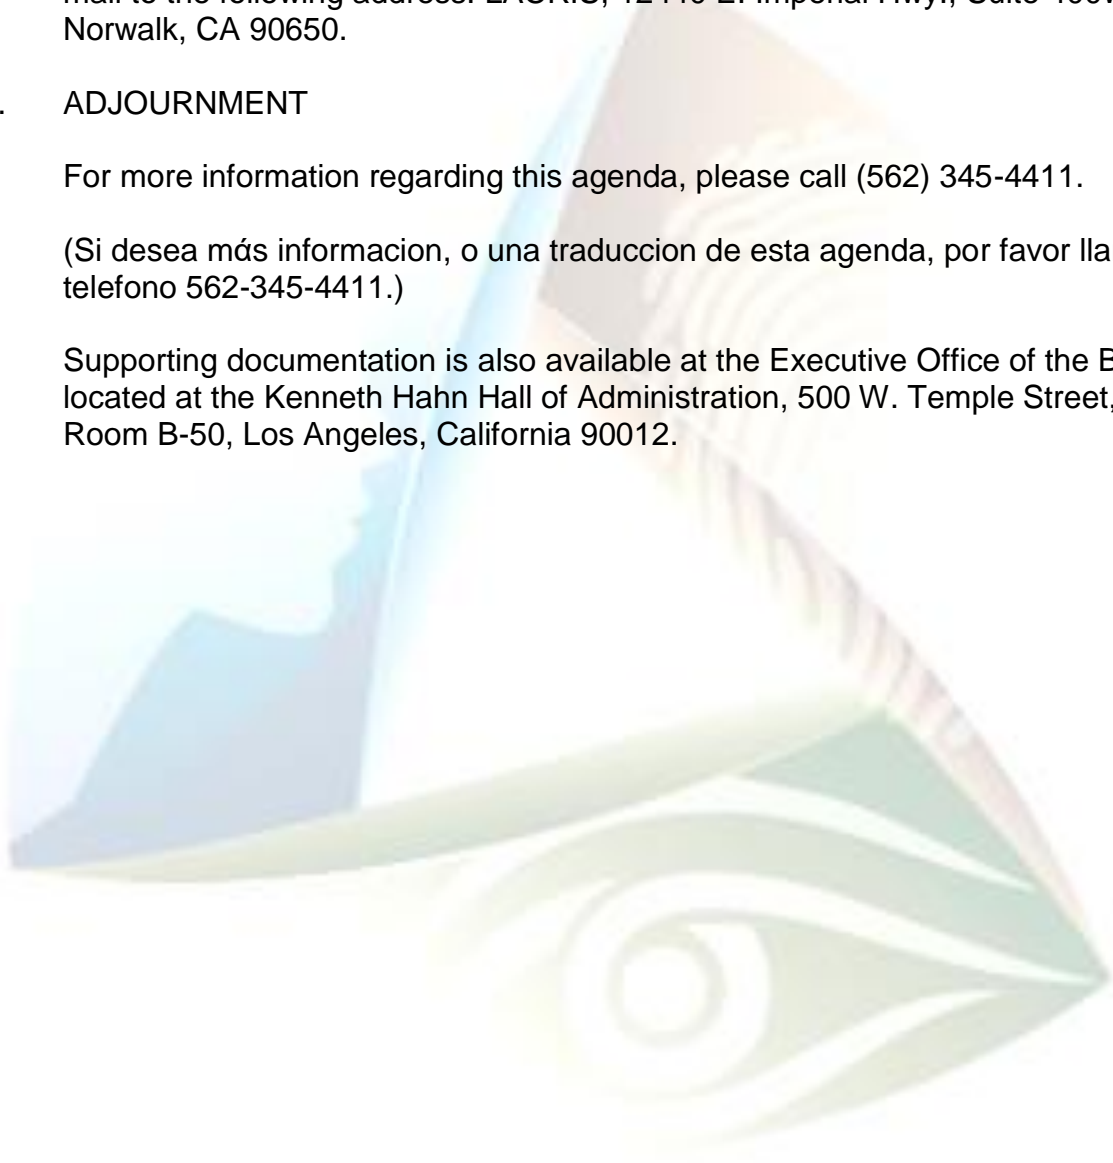 Norwalk, CA 90650.
. ADJOURNMENT
For more information regarding this agenda, please call (562) 345-4411.
(Si desea más informacion, o una traduccion de esta agenda, por favor lla
telefono 562-345-4411.)
Supporting documentation is also available at the Executive Office of the B
located at the Kenneth Hahn Hall of Administration, 500 W. Temple Street,
Room B-50, Los Angeles, California 90012.